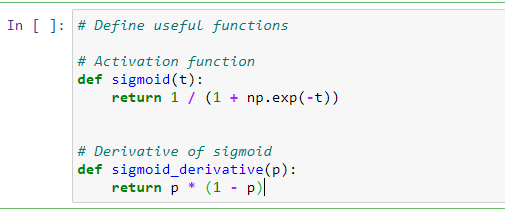 In [ ]: # Define useful functions
# Activation function
def sigmoid(t):
    return 1 / (1 + np.exp(-t))
# Derivative of sigmoid
def sigmoid_derivative(p):
    return p * (1 - p)